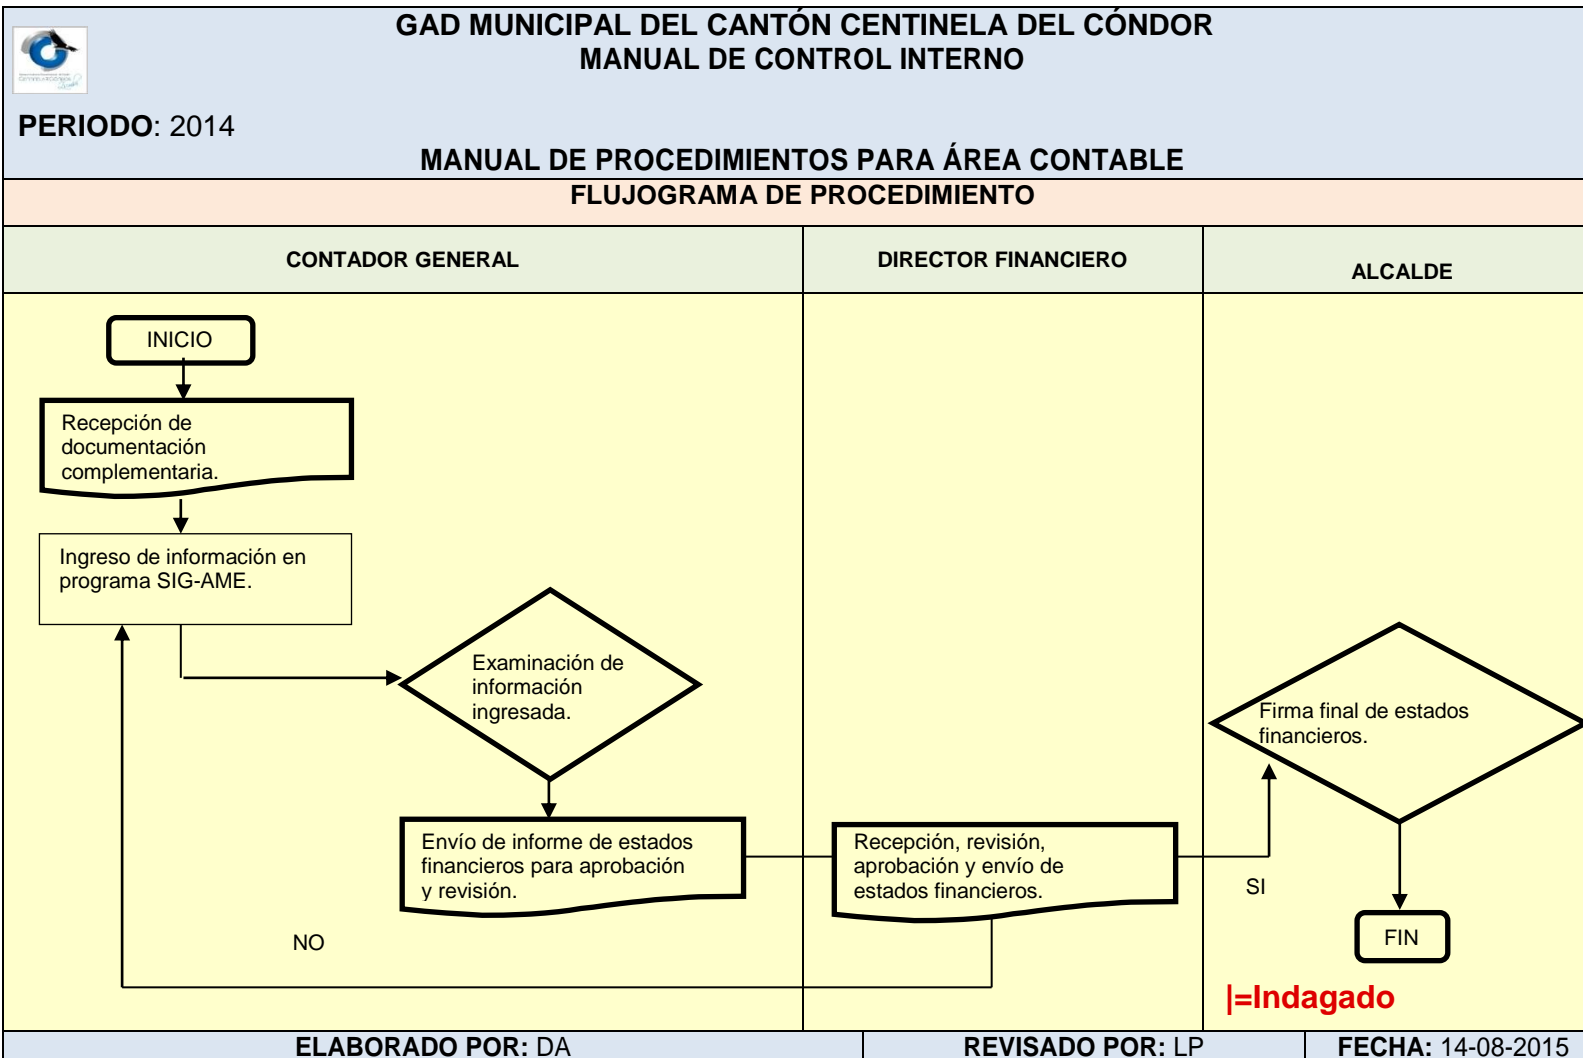 GAD MUNICIPAL DEL CANTÓN CENTINELA DEL CÓNDOR
MANUAL DE CONTROL INTERNO
PERIODO: 2014
MANUAL DE PROCEDIMIENTOS PARA ÁREA CONTABLE
FLUJOGRAMA DE PROCEDIMIENTO
CONTADOR GENERAL
DIRECTOR FINANCIERO
ALCALDE
INICIO
Recepción de
documentación
complementaria.
Ingreso de información en
programa SIG-AME.
Examinación de
información
ingresada.
Envío de informe de estados
financieros para aprobación
y revisión.
Recepción, revisión,
aprobación y envío de
estados financieros.
Firma final de estados
financieros.
SI
NO
FIN
|=Indagado
ELABORADO POR: DA
REVISADO POR: LP
FECHA: 14-08-2015